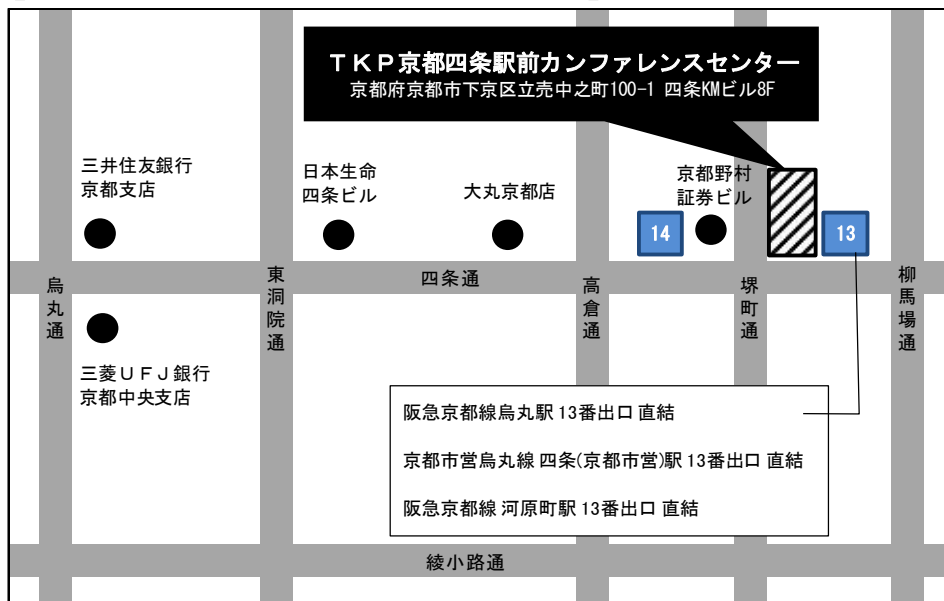 ＴＫＰ京都四条駅前カンファレンスセンター
京都府京都市下京区立売中之町100-1 四条KMビル8F
三井住友銀行
京都支店
日本生命
四条ビル
大丸京都店
京都野村
証券ビル
14
13
四条通
烏丸通
東洞院通
高倉通
堺町通
柳馬場通
三菱ＵＦＪ銀行
京都中央支店
阪急京都線烏丸駅 13番出口 直結
京都市営烏丸線 四条(京都市営)駅 13番出口 直結
阪急京都線 河原町駅 13番出口 直結
綾小路通